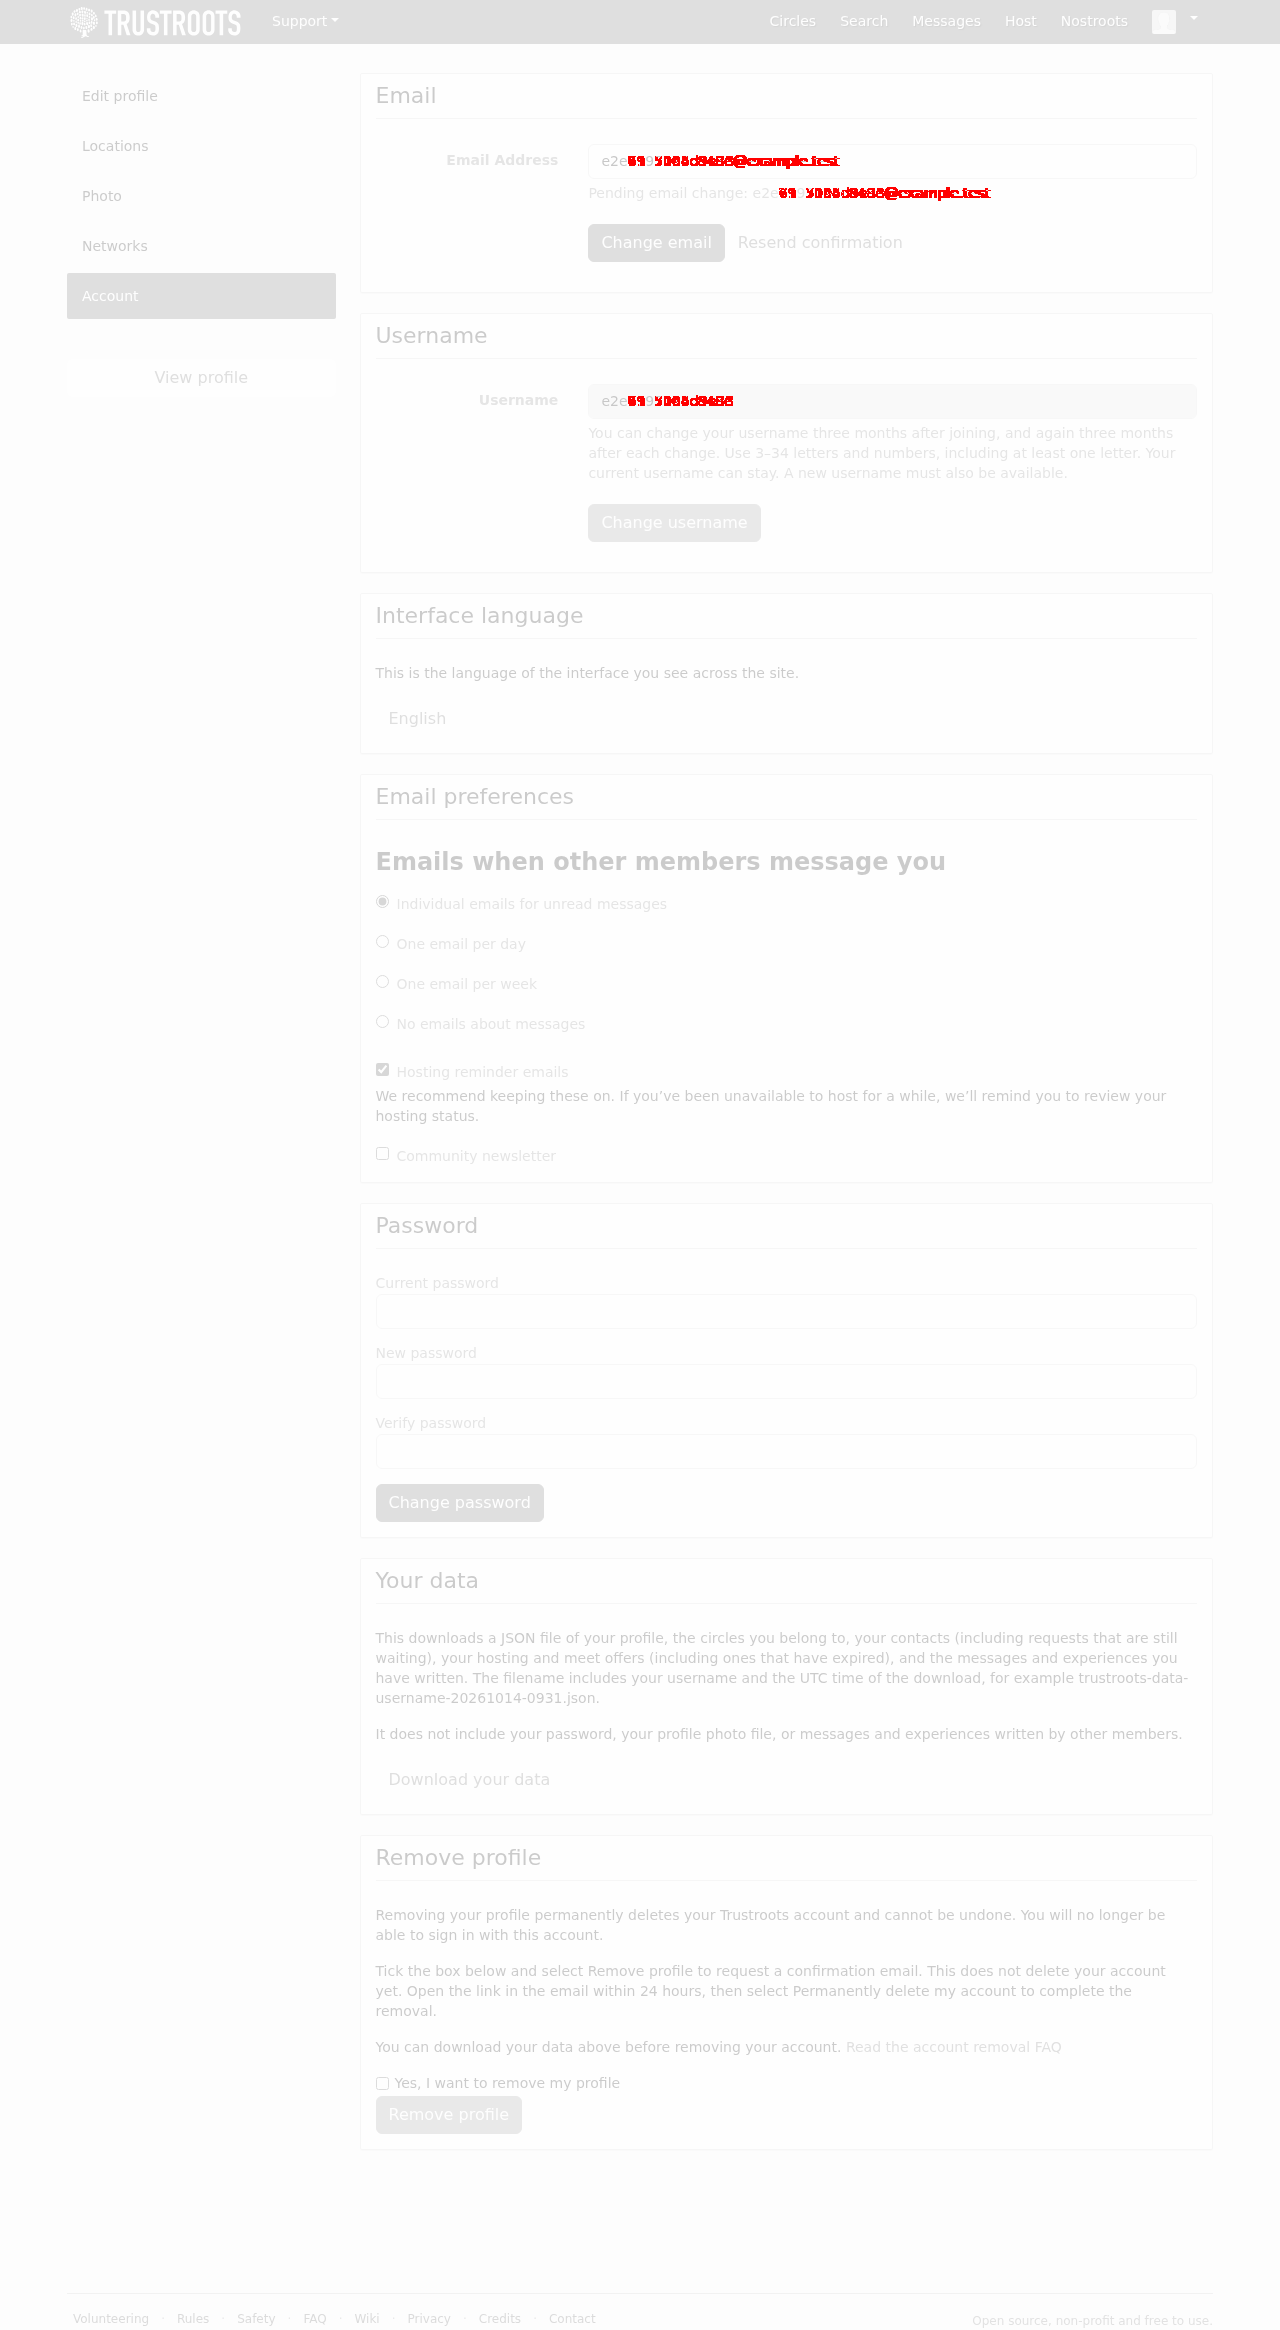 TRUSTROOTS
Support
Circles
Search
Messages
Host
Nostroots
Edit profile
Locations
Photo
Networks
Account
View profile
Email
Email Address
Pending email change:
Change email
Resend confirmation
Username
Username
You can change your username three months after joining, and again three months
after each change. Use 3–34 letters and numbers, including at least one letter. Your
current username can stay. A new username must also be available.
Change username
Interface language
This is the language of the interface you see across the site.
English
Email preferences
Emails when other members message you
Individual emails for unread messages
One email per day
One email per week
No emails about messages
Hosting reminder emails
We recommend keeping these on. If you’ve been unavailable to host for a while, we’ll remind you to review your
hosting status.
Community newsletter
Password
Current password
New password
Verify password
Change password
Your data
This downloads a JSON file of your profile, the circles you belong to, your contacts (including requests that are still
waiting), your hosting and meet offers (including ones that have expired), and the messages and experiences you
have written. The filename includes your username and the UTC time of the download, for example trustroots-data-
username-20261014-0931.json.
It does not include your password, your profile photo file, or messages and experiences written by other members.
Download your data
Remove profile
Removing your profile permanently deletes your Trustroots account and cannot be undone. You will no longer be
able to sign in with this account.
Tick the box below and select Remove profile to request a confirmation email. This does not delete your account
yet. Open the link in the email within 24 hours, then select Permanently delete my account to complete the
removal.
You can download your data above before removing your account. Read the account removal FAQ
Yes, I want to remove my profile
Remove profile
Volunteering · Rules · Safety · FAQ · Wiki · Privacy · Credits · Contact
Open source, non-profit and free to use.